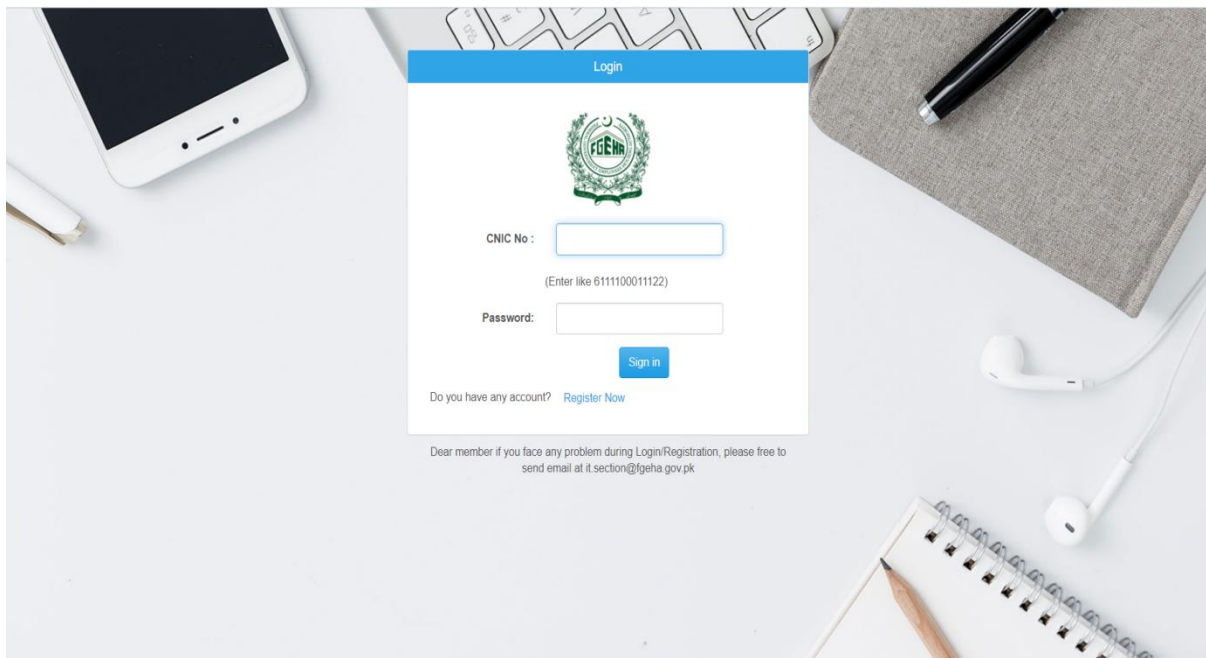 Login
FGEHA
CNIC No :
(Enter like 6111100011122)
Password:
Sign in
Do you have any account? Register Now
Dear member if you face any problem during Login/Registration, please free to
send email at it.section@fgeha.gov.pk